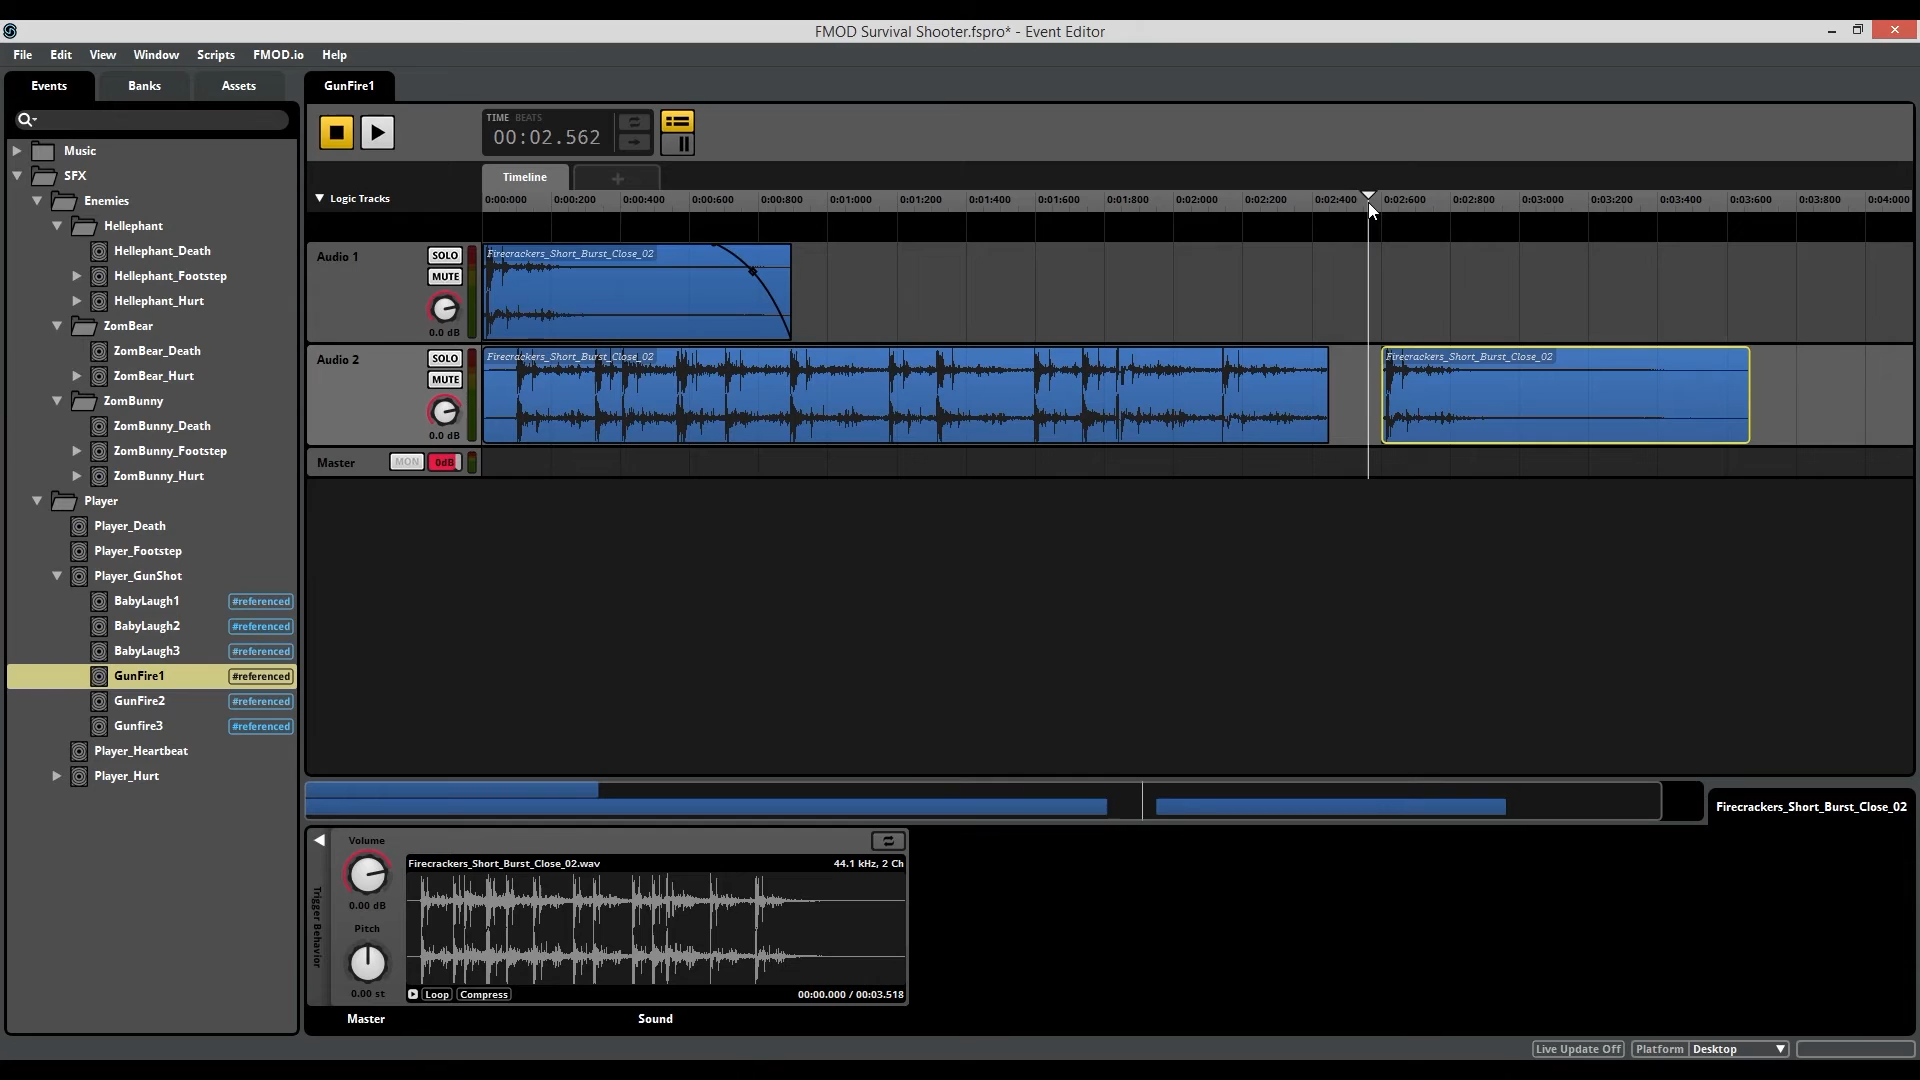 FMOD Survival Shooter.fspro* - Event Editor
File Edit View Window Scripts FMOD.io Help
Events Banks Assets GunFire1
TIME BEATS
00:02.562
Timeline +
Logic Tracks 0:00:000 0:00:200 0:00:400 0:00:600 0:00:800 0:01:000 0:01:200 0:01:400 0:01:600 0:01:800 0:02:000 0:02:200 0:02:400 0:02:600 0:02:800 0:03:000 0:03:200 0:03:400 0:03:600 0:03:800 0:04:000
Music
SFX
Enemies
Hellephant
Hellephant_Death
Hellephant_Footstep
Hellephant_Hurt
ZomBear
ZomBear_Death
ZomBear_Hurt
ZomBunny
ZomBunny_Death
ZomBunny_Footstep
ZomBunny_Hurt
Player
Player_Death
Player_Footstep
Player_GunShot
BabyLaugh1 #referenced
BabyLaugh2 #referenced
BabyLaugh3 #referenced
GunFire1 #referenced
GunFire2 #referenced
Gunfire3 #referenced
Player_Heartbeat
Player_Hurt
Audio 1 SOLO Firecrackers_Short_Burst_Close_02
MUTE
0.0 dB
Audio 2 SOLO Firecrackers_Short_Burst_Close_02 Firecrackers_Short_Burst_Close_02
MUTE
0.0 dB
Master MON 0dB
Firecrackers_Short_Burst_Close_02
Volume
Firecrackers_Short_Burst_Close_02.wav 44.1 kHz, 2 Ch
0.00 dB
Trigger Behavior
Pitch
0.00 st Loop Compress 00:00.000 / 00:03.518
Master Sound
Live Update Off Platform Desktop